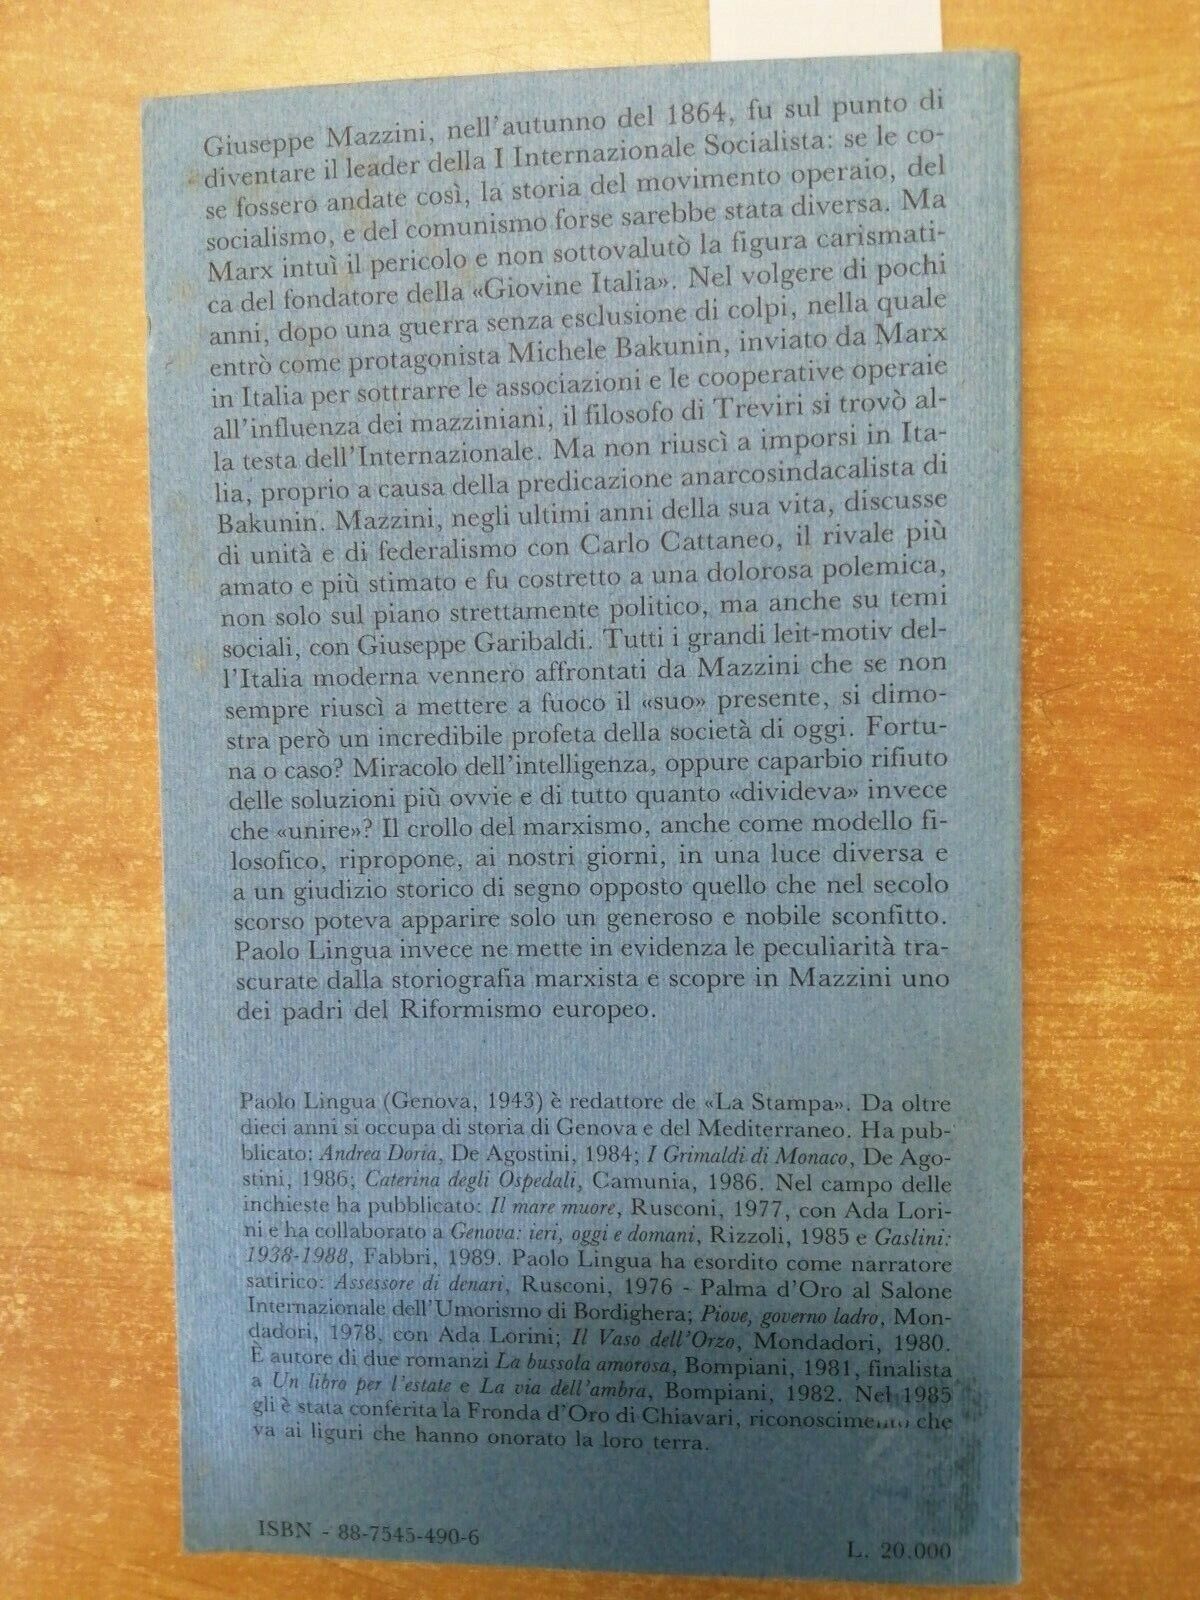 Giuseppe Mazzini, nell'autunno del 1864, fu sul punto di
diventare il leader della I Internazionale Socialista: se le co-
se fossero andate così, la storia del movimento operaio, del
socialismo, e del comunismo forse sarebbe stata diversa. Ma
Marx intuì il pericolo e non sottovalutò la figura carismati-
ca del fondatore della «Giovine Italia». Nel volgere di pochi
anni, dopo una guerra senza esclusione di colpi, nella quale
entrò come protagonista Michele Bakunin, inviato da Marx
in Italia per sottrarre le associazioni e le cooperative operaie
all'influenza dei mazziniani, il filosofo di Treviri si trovò al-
la testa dell'Internazionale. Ma non riuscì a imporsi in Ita-
lia, proprio a causa della predicazione anarcosindacalista di
Bakunin. Mazzini, negli ultimi anni della sua vita, discusse
di unità e di federalismo con Carlo Cattaneo, il rivale più
amato e più stimato e fu costretto a una dolorosa polemica,
non solo sul piano strettamente politico, ma anche su temi
sociali, con Giuseppe Garibaldi. Tutti i grandi leit-motiv del-
l'Italia moderna vennero affrontati da Mazzini che se non
sempre riuscì a mettere a fuoco il «suo» presente, si dimo-
stra però un incredibile profeta della società di oggi. Fortu-
na o caso? Miracolo dell'intelligenza, oppure caparbio rifiuto
delle soluzioni più ovvie e di tutto quanto «divideva» invece
che «unire»? Il crollo del marxismo, anche come modello fi-
losofico, ripropone, ai nostri giorni, in una luce diversa e
a un giudizio storico di segno opposto quello che nel secolo
scorso poteva apparire solo un generoso e nobile sconfitto.
Paolo Lingua invece ne mette in evidenza le peculiarità tra-
scurate dalla storiografia marxista e scopre in Mazzini uno
dei padri del Riformismo europeo.
Paolo Lingua (Genova, 1943) è redattore de «La Stampa». Da oltre
dieci anni si occupa di storia di Genova e del Mediterraneo. Ha pub-
blicato: Andrea Doria, De Agostini, 1984; I Grimaldi di Monaco, De Ago-
stini, 1986; Caterina degli Ospedali, Camunia, 1986. Nel campo delle
inchieste ha pubblicato: Il mare muore, Rusconi, 1977, con Ada Lori-
ni e ha collaborato a Genova: ieri, oggi e domani, Rizzoli, 1985 e Gaslini:
1938-1988, Fabbri, 1989. Paolo Lingua ha esordito come narratore
satirico: Assessore di denari, Rusconi, 1976 - Palma d'Oro al Salone
Internazionale dell'Umorismo di Bordighera; Piove, governo ladro, Mon-
dadori, 1978, con Ada Lorini; Il Vaso dell'Orzo, Mondadori, 1980.
È autore di due romanzi La bussola amorosa, Bompiani, 1981, finalista
a Un libro per l'estate e La via dell'ambra, Bompiani, 1982. Nel 1985
gli è stata conferita la Fronda d'Oro di Chiavari, riconoscimento che
va ai liguri che hanno onorato la loro terra.
ISBN - 88-7545-490-6
L. 20.000